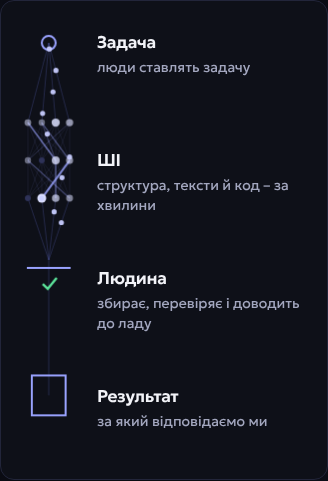 Задача
люди ставлять задачу
ШІ
структура, тексти й код – за
хвилини
Людина
збирає, перевіряє і доводить
до ладу
Результат
за який відповідаємо ми